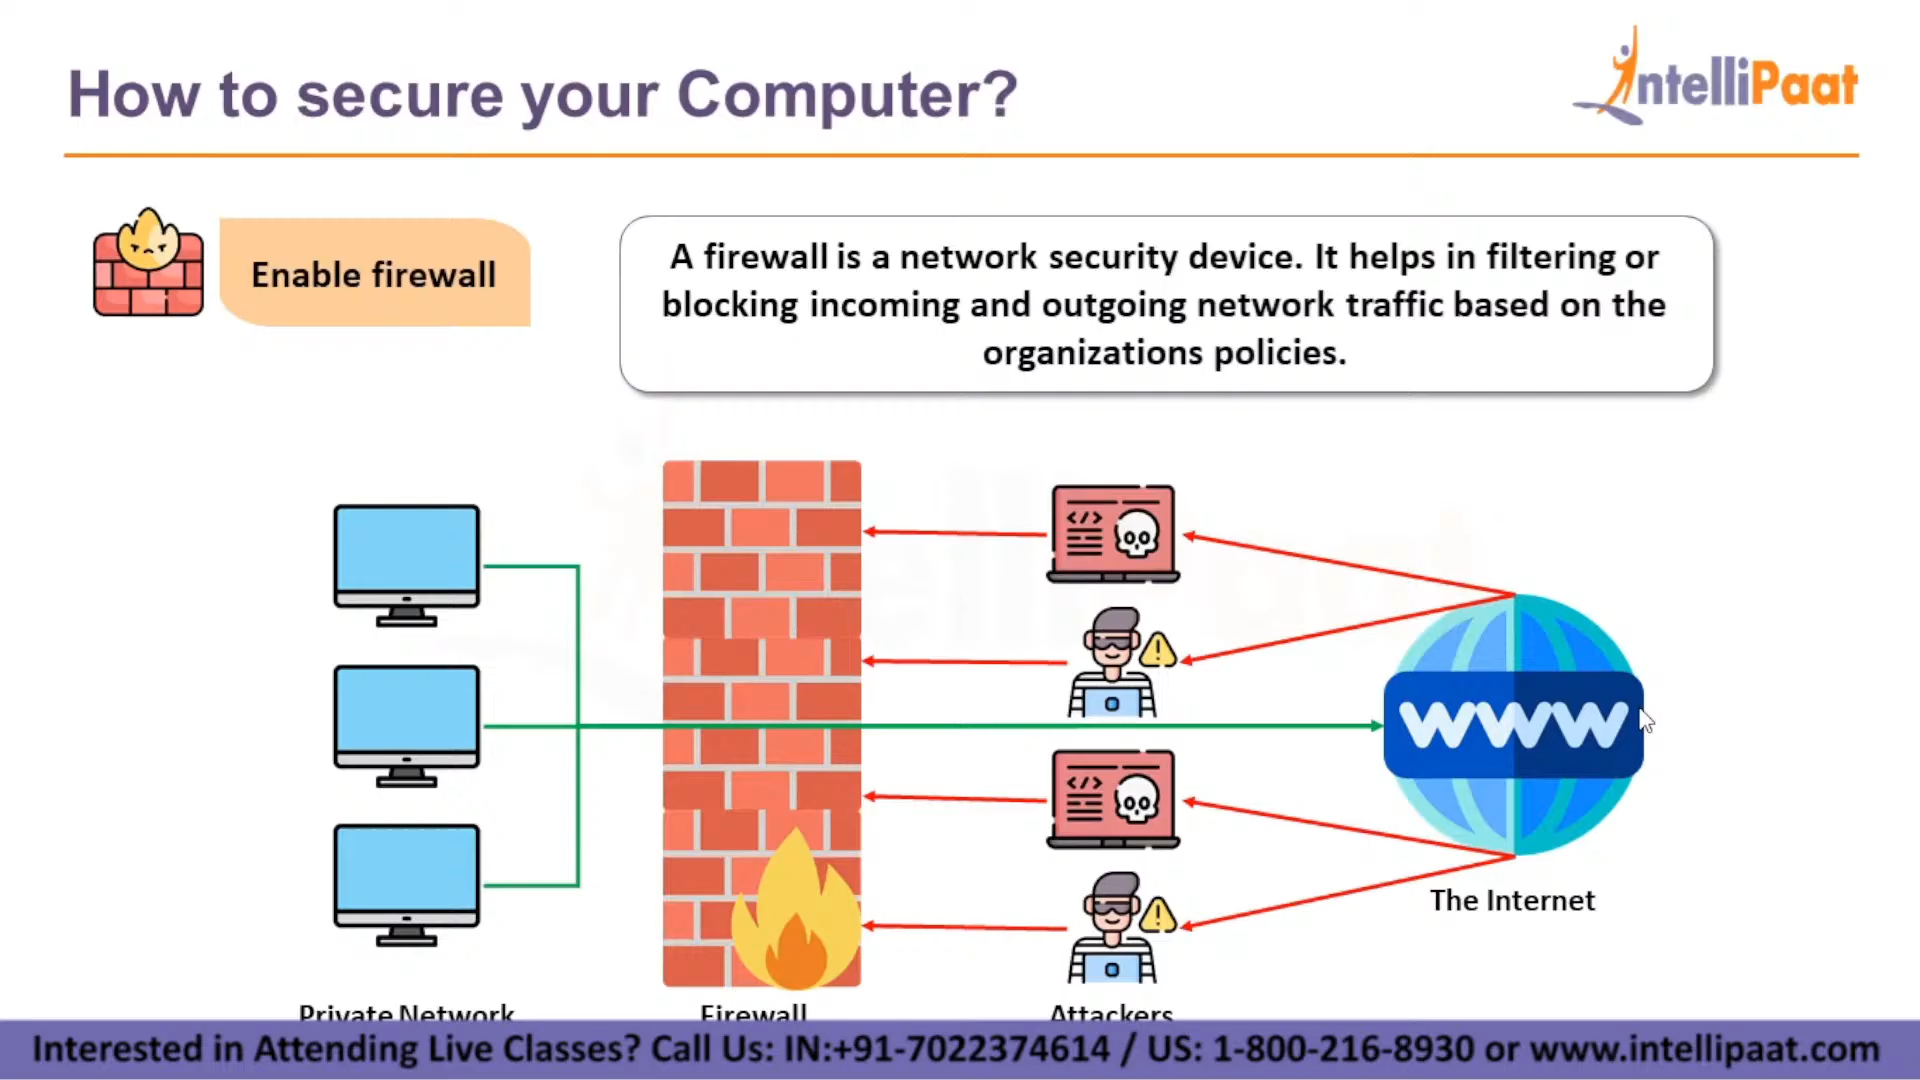 How to secure your Computer?
IntelliPaat
Enable firewall
A firewall is a network security device. It helps in filtering or
blocking incoming and outgoing network traffic based on the
organizations policies.
</>
</>
www
</>
</>
The Internet
Private Network
Firewall
Attackers
Interested in Attending Live Classes? Call Us: IN:+91-7022374614 / US: 1-800-216-8930 or www.intellipaat.com